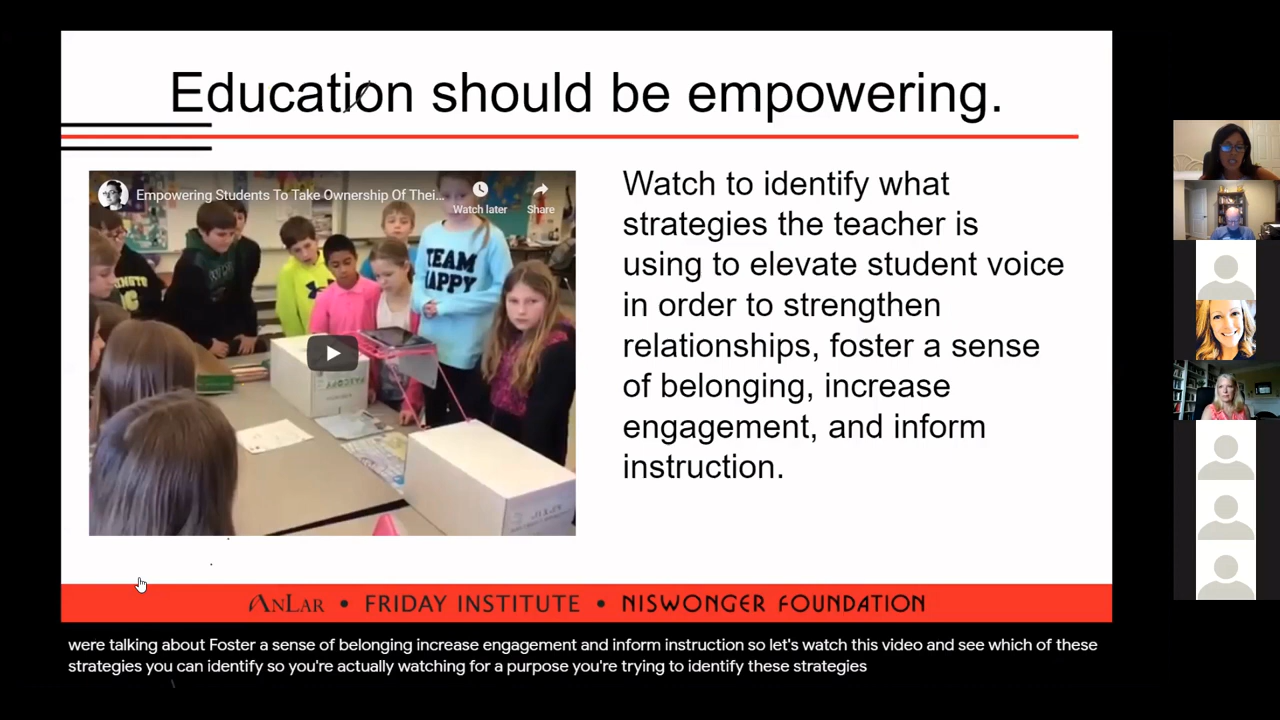 Education should be empowering.
Empowering Students To Take Ownership Of Thei...
Watch later
Share
TEAM
HAPPY
Watch to identify what
strategies the teacher is
using to elevate student voice
in order to strengthen
relationships, foster a sense
of belonging, increase
engagement, and inform
instruction.
ANLAR • FRIDAY INSTITUTE • NISWONGER FOUNDATION
were talking about Foster a sense of belonging increase engagement and inform instruction so let's watch this video and see which of these
strategies you can identify so you're actually watching for a purpose you're trying to identify these strategies